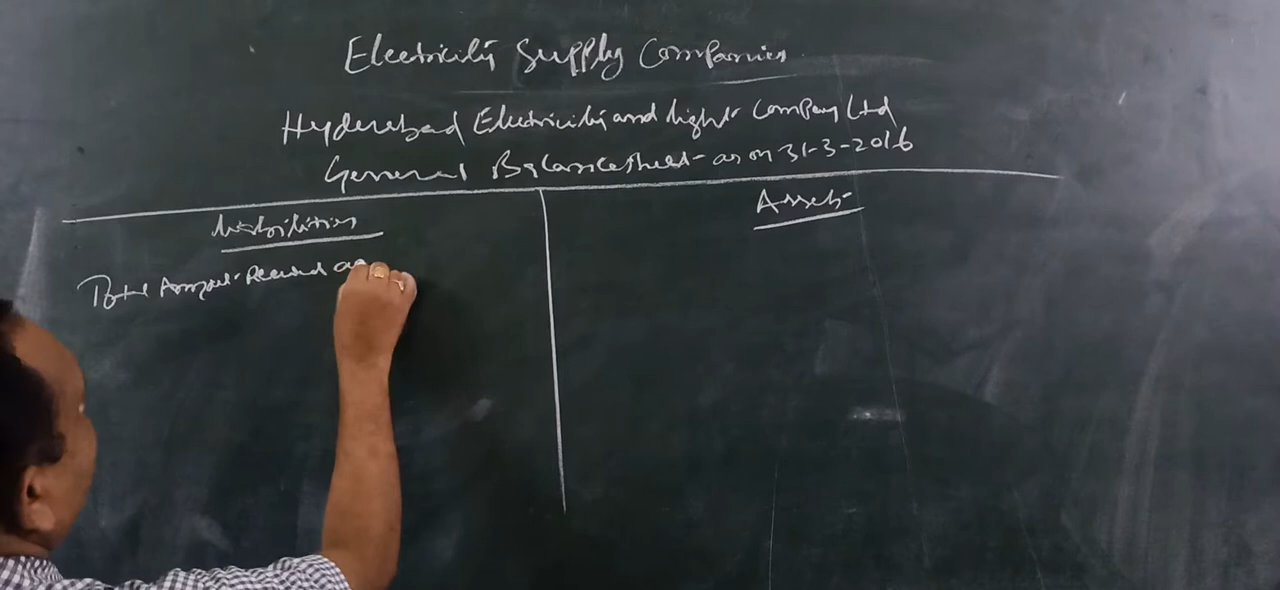 Electricity Supply Companies
Hyderabad Electricity and Light Company Ltd
General Balance Sheet as on 31-3-2016
Liabilities
Assets
Total Amount Received as